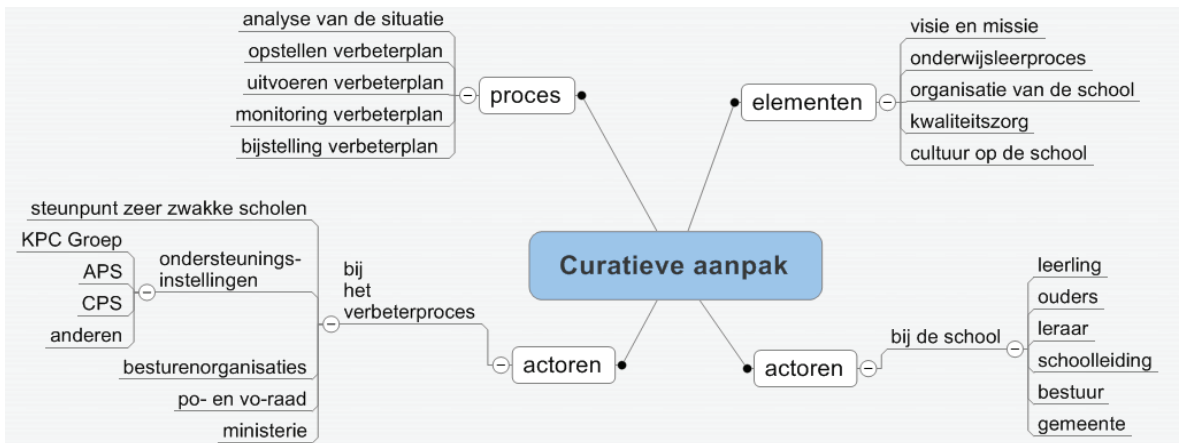 Curatieve aanpak
proces
analyse van de situatie
opstellen verbeterplan
uitvoeren verbeterplan
monitoring verbeterplan
bijstelling verbeterplan
elementen
visie en missie
onderwijsleerproces
organisatie van de school
kwaliteitszorg
cultuur op de school
actoren
bij
het
verbeterproces
steunpunt zeer zwakke scholen
ondersteunings-
instellingen
KPC Groep
APS
CPS
anderen
besturenorganisaties
po- en vo-raad
ministerie
actoren
bij de school
leerling
ouders
leraar
schoolleiding
bestuur
gemeente